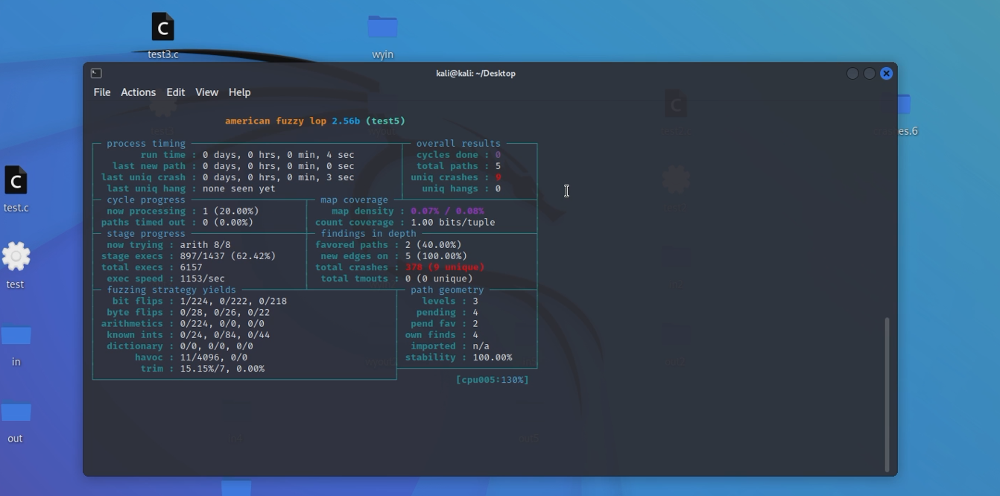 C
test3.c
wyin
kali@kali: ~/Desktop
File Actions Edit View Help
american fuzzy lop 2.56b (test5)
process timing
overall results
run time : 0 days, 0 hrs, 0 min, 4 sec
cycles done : 0
last new path : 0 days, 0 hrs, 0 min, 0 sec
total paths : 5
last uniq crash : 0 days, 0 hrs, 0 min, 3 sec
uniq crashes : 9
last uniq hang : none seen yet
uniq hangs : 0
cycle progress
map coverage
now processing : 1 (20.00%)
map density : 0.07% / 0.08%
paths timed out : 0 (0.00%)
count coverage : 1.00 bits/tuple
stage progress
findings in depth
now trying : arith 8/8
favored paths : 2 (40.00%)
stage execs : 897/1437 (62.42%)
new edges on : 5 (100.00%)
total execs : 6157
total crashes : 378 (9 unique)
exec speed : 1153/sec
total tmouts : 0 (0 unique)
fuzzing strategy yields
path geometry
bit flips : 1/224, 0/222, 0/218
levels : 3
byte flips : 0/28, 0/26, 0/22
pending : 4
arithmetics : 0/224, 0/0, 0/0
pend fav : 2
known ints : 0/24, 0/84, 0/44
own finds : 4
dictionary : 0/0, 0/0, 0/0
imported : n/a
havoc : 11/4096, 0/0
stability : 100.00%
trim : 15.15%/7, 0.00%
[cpu005:130%]
C
test.c
test
in
out
es.6